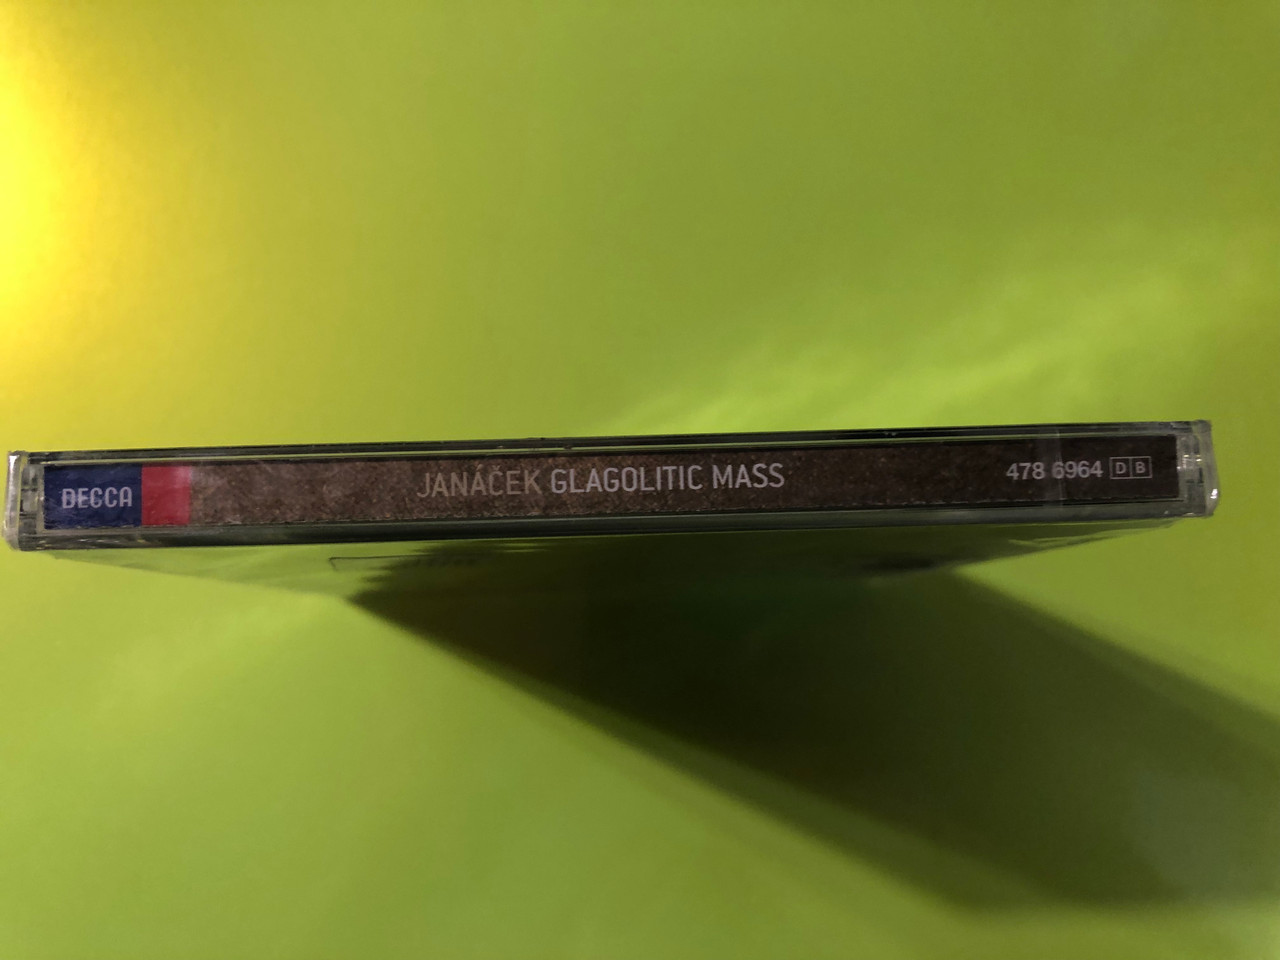 DECCA JANÁČEK GLAGOLITIC MASS 478 6964 DB